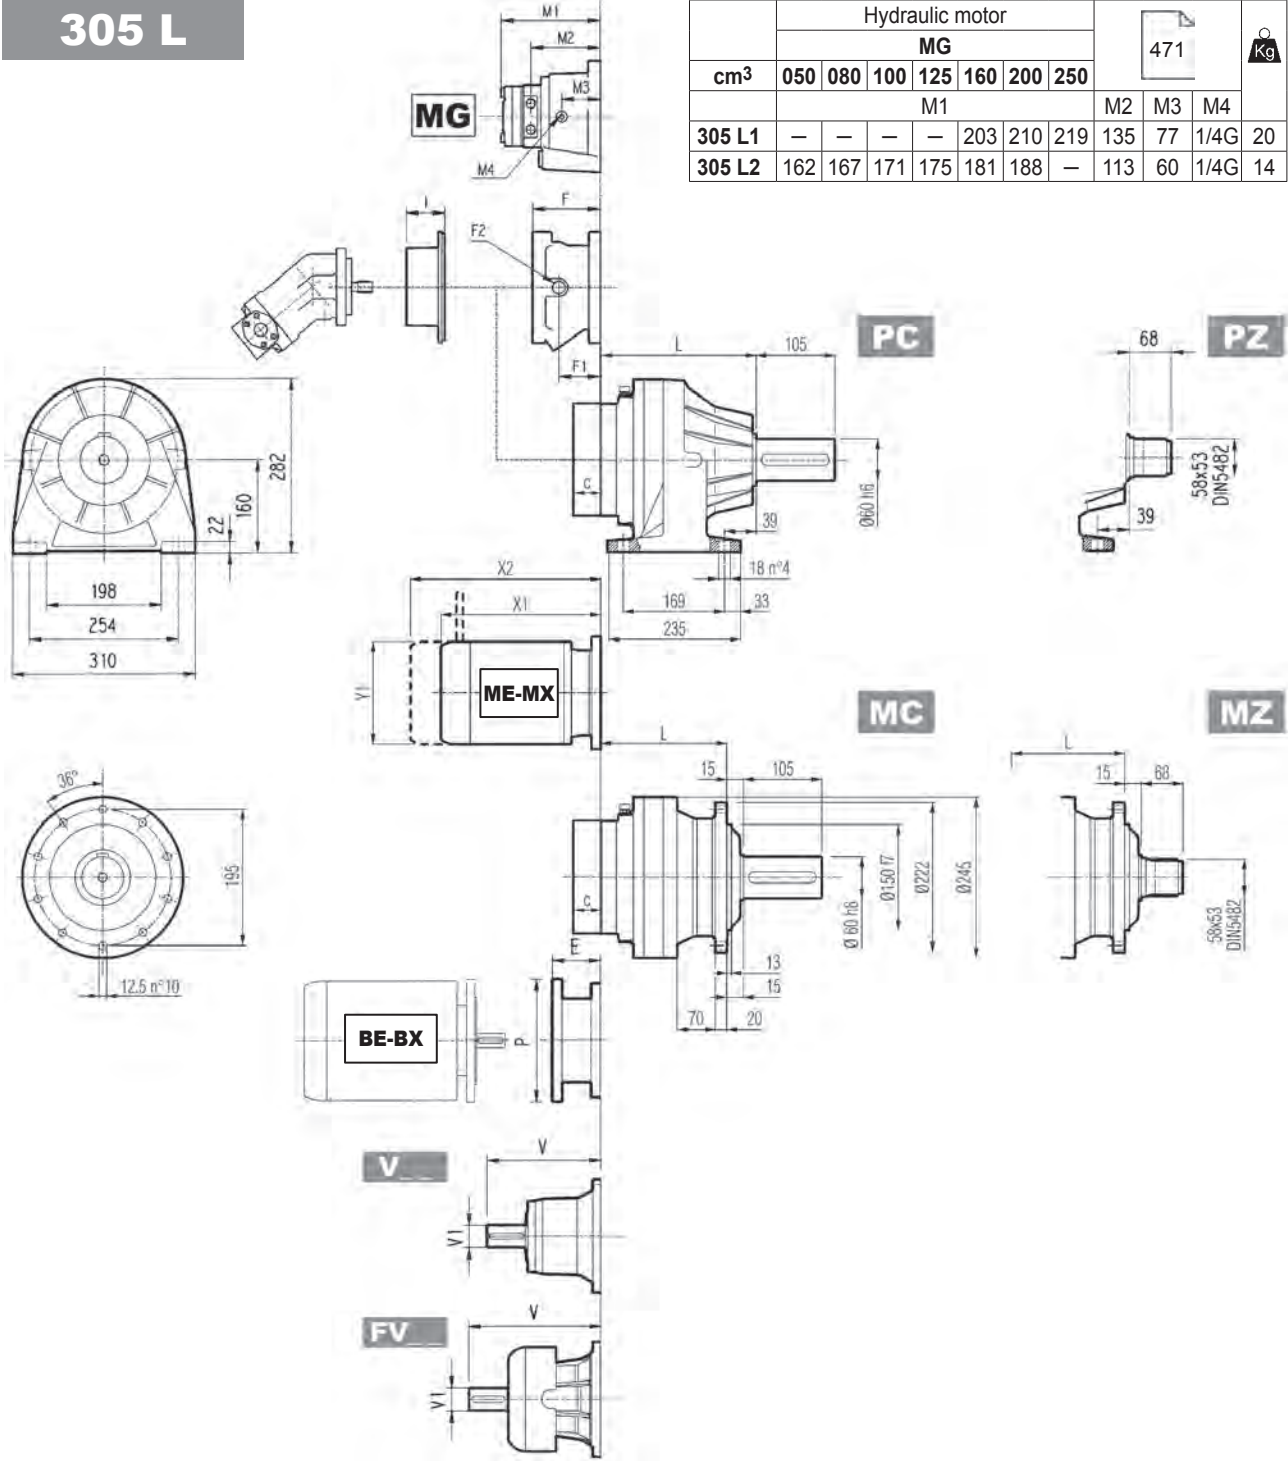 305 L
Hydraulic motor
MG
471
Kg
cm³ 050 080 100 125 160 200 250
M1 M2 M3 M4
305 L1 – – – – 203 210 219 135 77 1/4G 20
305 L2 162 167 171 175 181 188 – 113 60 1/4G 14
M1
M2
M3
MG
M4
I
F
F2
F1
PC
PZ
L
105
68
282
160
22
198
254
310
C
Ø60 h6
39
18 n°4
169
33
235
58x53
DIN5482
39
X2
X1
Y1
ME-MX
MC
MZ
L
15
105
L
15
68
36°
195
12.5 n°10
C
E
Ø 60 h6
Ø150 f7
Ø222
Ø245
13
15
70
20
58x53
DIN5482
BE-BX
P
V__
V
V1
FV__
V
V1